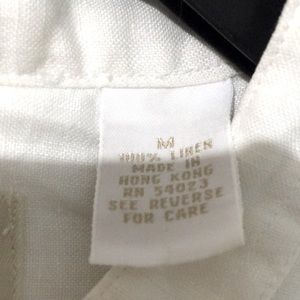 M
100% LINEN
MADE IN
HONG KONG
RN 54023
SEE REVERSE
FOR CARE